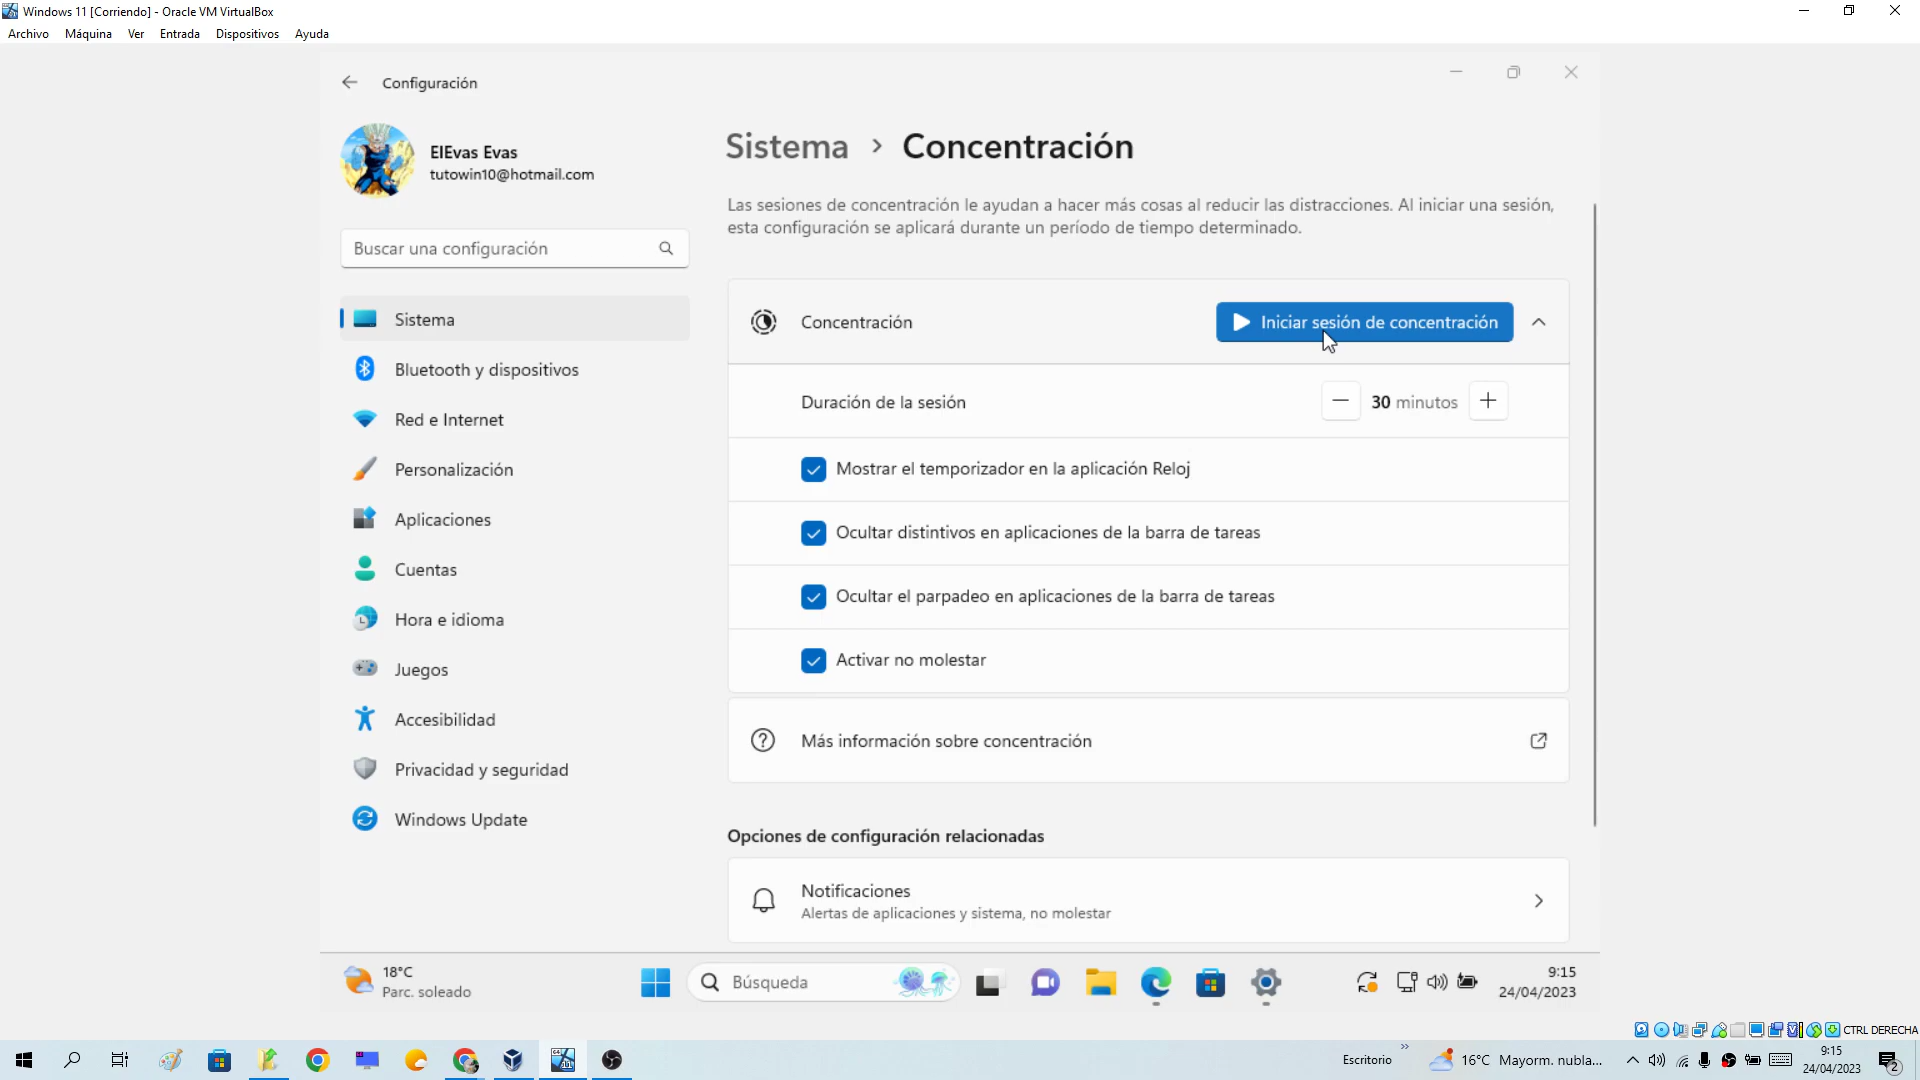 Windows 11 [Corriendo] - Oracle VM VirtualBox
Archivo Máquina Ver Entrada Dispositivos Ayuda
Configuración
ElEvas Evas
tutowin10@hotmail.com
Buscar una configuración
Sistema
Bluetooth y dispositivos
Red e Internet
Personalización
Aplicaciones
Cuentas
Hora e idioma
Juegos
Accesibilidad
Privacidad y seguridad
Windows Update
Sistema > Concentración
Las sesiones de concentración le ayudan a hacer más cosas al reducir las distracciones. Al iniciar una sesión,
esta configuración se aplicará durante un período de tiempo determinado.
Concentración
Iniciar sesión de concentración
Duración de la sesión
30 minutos
Mostrar el temporizador en la aplicación Reloj
Ocultar distintivos en aplicaciones de la barra de tareas
Ocultar el parpadeo en aplicaciones de la barra de tareas
Activar no molestar
Más información sobre concentración
Opciones de configuración relacionadas
Notificaciones
Alertas de aplicaciones y sistema, no molestar
18°C
Parc. soleado
Búsqueda
9:15
24/04/2023
CTRL DERECHA
Escritorio
16°C Mayorm. nubla...
9:15
24/04/2023
2